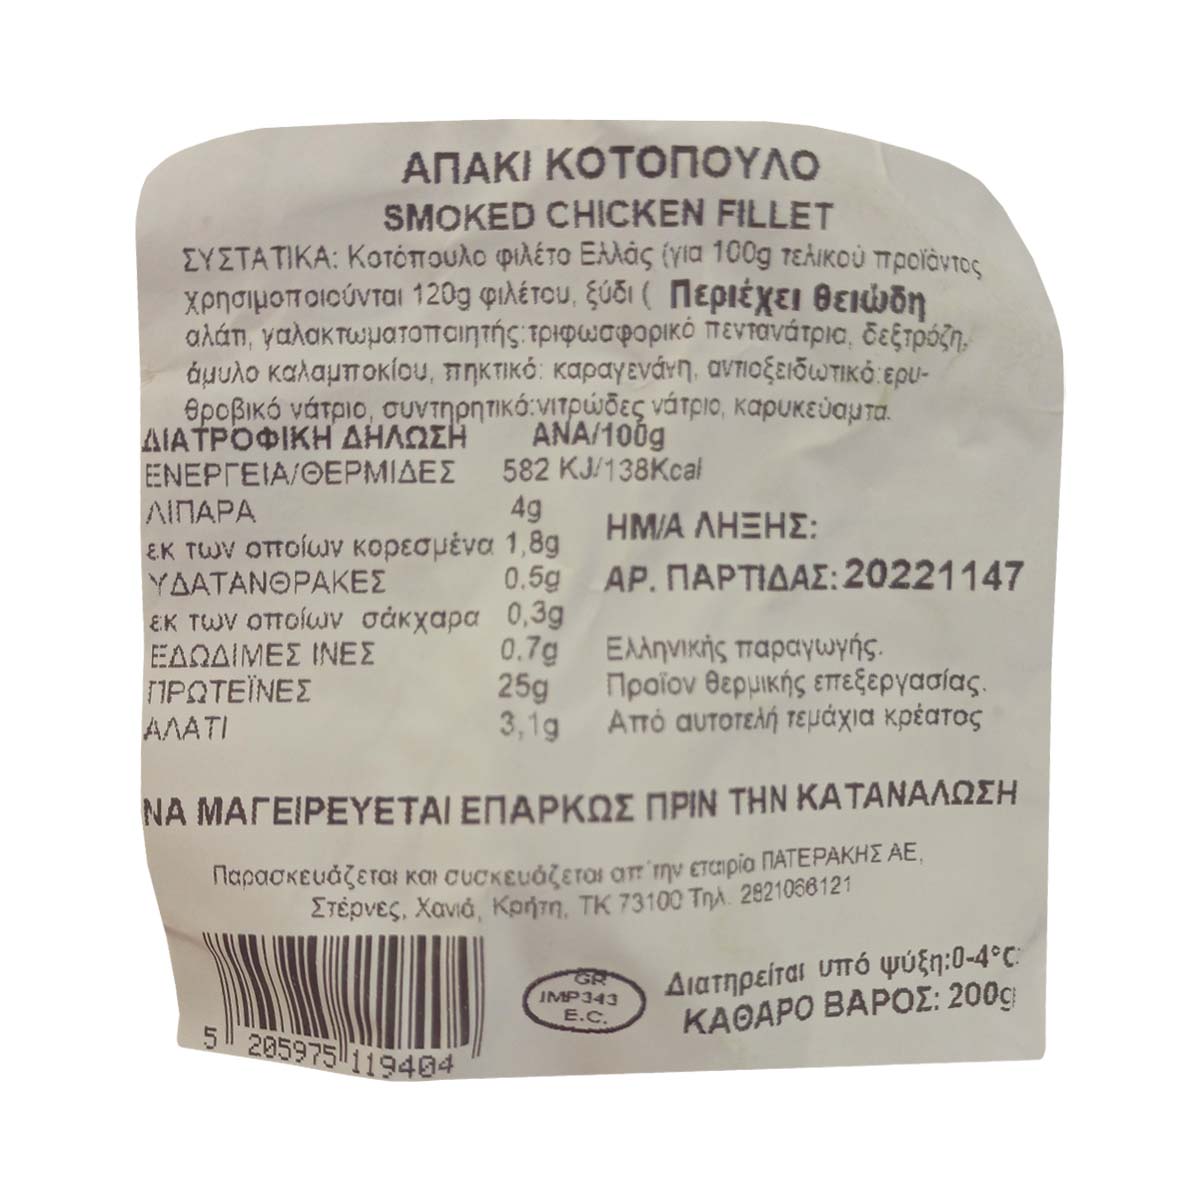 ΑΠΑΚΙ ΚΟΤΟΠΟΥΛΟ
SMOKED CHICKEN FILLET
ΣΥΣΤΑΤΙΚΑ: Κοτόπουλο φιλέτο Ελλάς (για 100g τελικού προϊόντος
χρησιμοποιούνται 120g φιλέτου, ξύδι ( Περιέχει θειώδη
αλάτι, γαλακτωματοποιητής:τριφωσφορικό πεντανάτριο, δεξτρόζη,
άμυλο καλαμποκίου, πηκτικό: καραγενάνη, αντιοξειδωτικό:ερυ-
θροβικό νάτριο, συντηρητικό:νιτρώδες νάτριο, καρυκεύαμτα.
ΔΙΑΤΡΟΦΙΚΗ ΔΗΛΩΣΗ ΑΝΑ/100g
ΕΝΕΡΓΕΙΑ/ΘΕΡΜΙΔΕΣ 582 KJ/138Kcal
ΛΙΠΑΡΑ 4g
εκ των οποίων κορεσμένα 1,8g
ΥΔΑΤΑΝΘΡΑΚΕΣ 0.5g
εκ των οποίων σάκχαρα 0,3g
ΕΔΩΔΙΜΕΣ ΙΝΕΣ 0.7g
ΠΡΩΤΕΪΝΕΣ 25g
ΑΛΑΤΙ 3,1g
ΗΜ/Α ΛΗΞΗΣ:
ΑΡ. ΠΑΡΤΙΔΑΣ: 20221147
Ελληνικής παραγωγής.
Προϊον θερμικής επεξεργασίας.
Από αυτοτελή τεμάχια κρέατος
ΝΑ ΜΑΓΕΙΡΕΥΕΤΑΙ ΕΠΑΡΚΩΣ ΠΡΙΝ ΤΗΝ ΚΑΤΑΝΑΛΩΣΗ
Παρασκευάζεται και συσκευάζεται απ΄την εταιρία ΠΑΤΕΡΑΚΗΣ ΑΕ,
Στέρνες, Χανιά, Κρήτη, ΤΚ 73100 Τηλ. 2821066121
5 205975 119404
GR
IMP343
E.C.
Διατηρείται υπό ψύξη:0-4°C:
ΚΑΘΑΡΟ ΒΑΡΟΣ: 200g